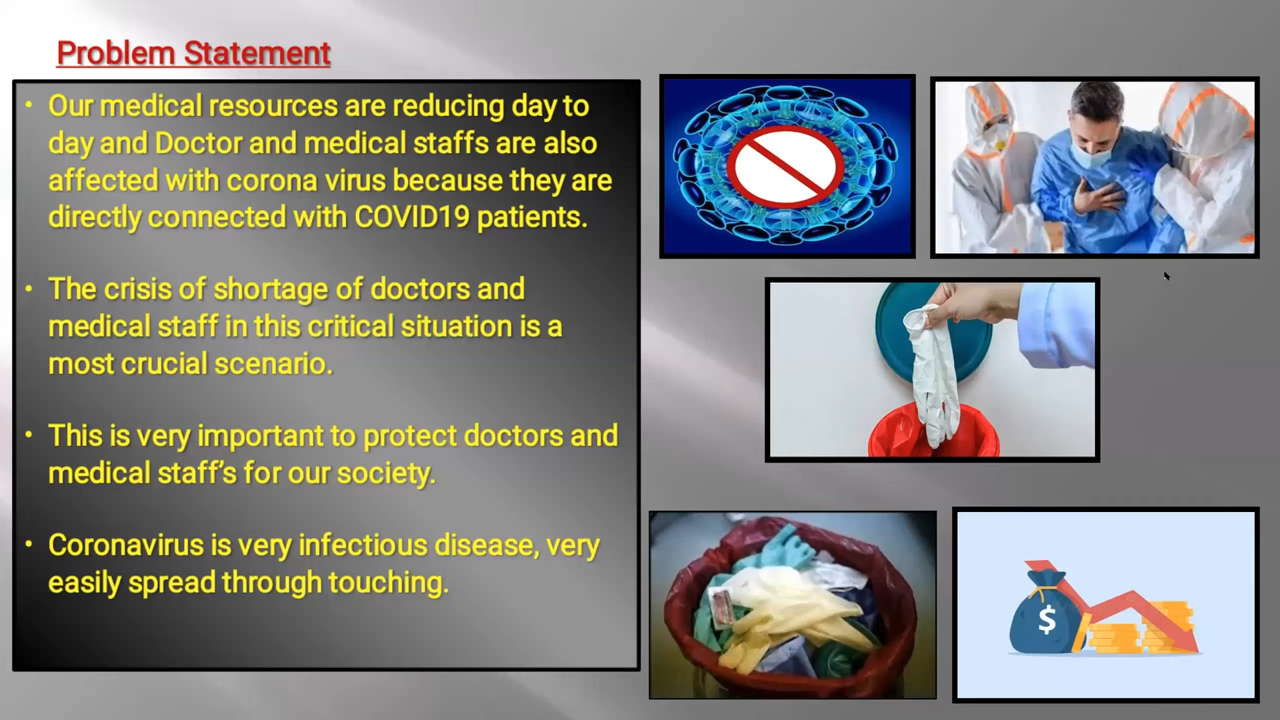 Problem Statement
• Our medical resources are reducing day to
day and Doctor and medical staffs are also
affected with corona virus because they are
directly connected with COVID19 patients.
• The crisis of shortage of doctors and
medical staff in this critical situation is a
most crucial scenario.
• This is very important to protect doctors and
medical staff’s for our society.
• Coronavirus is very infectious disease, very
easily spread through touching.
$